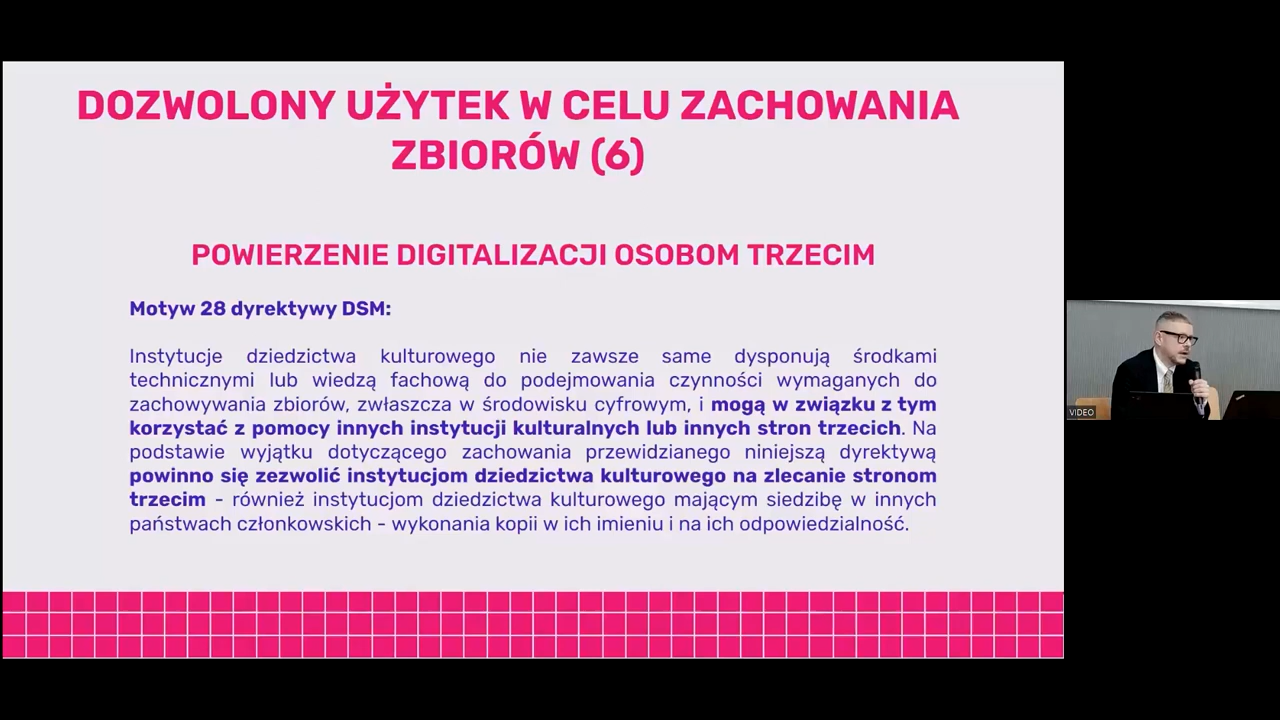 DOZWOLONY UŻYTEK W CELU ZACHOWANIA
ZBIORÓW (6)
POWIERZENIE DIGITALIZACJI OSOBOM TRZECIM
Motyw 28 dyrektywy DSM:
Instytucje dziedzictwa kulturowego nie zawsze same dysponują środkami
technicznymi lub wiedzą fachową do podejmowania czynności wymaganych do
zachowywania zbiorów, zwłaszcza w środowisku cyfrowym, i mogą w związku z tym
korzystać z pomocy innych instytucji kulturalnych lub innych stron trzecich. Na
podstawie wyjątku dotyczącego zachowania przewidzianego niniejszą dyrektywą
powinno się zezwolić instytucjom dziedzictwa kulturowego na zlecanie stronom
trzecim - również instytucjom dziedzictwa kulturowego mającym siedzibę w innych
państwach członkowskich - wykonania kopii w ich imieniu i na ich odpowiedzialność.
VIDEO